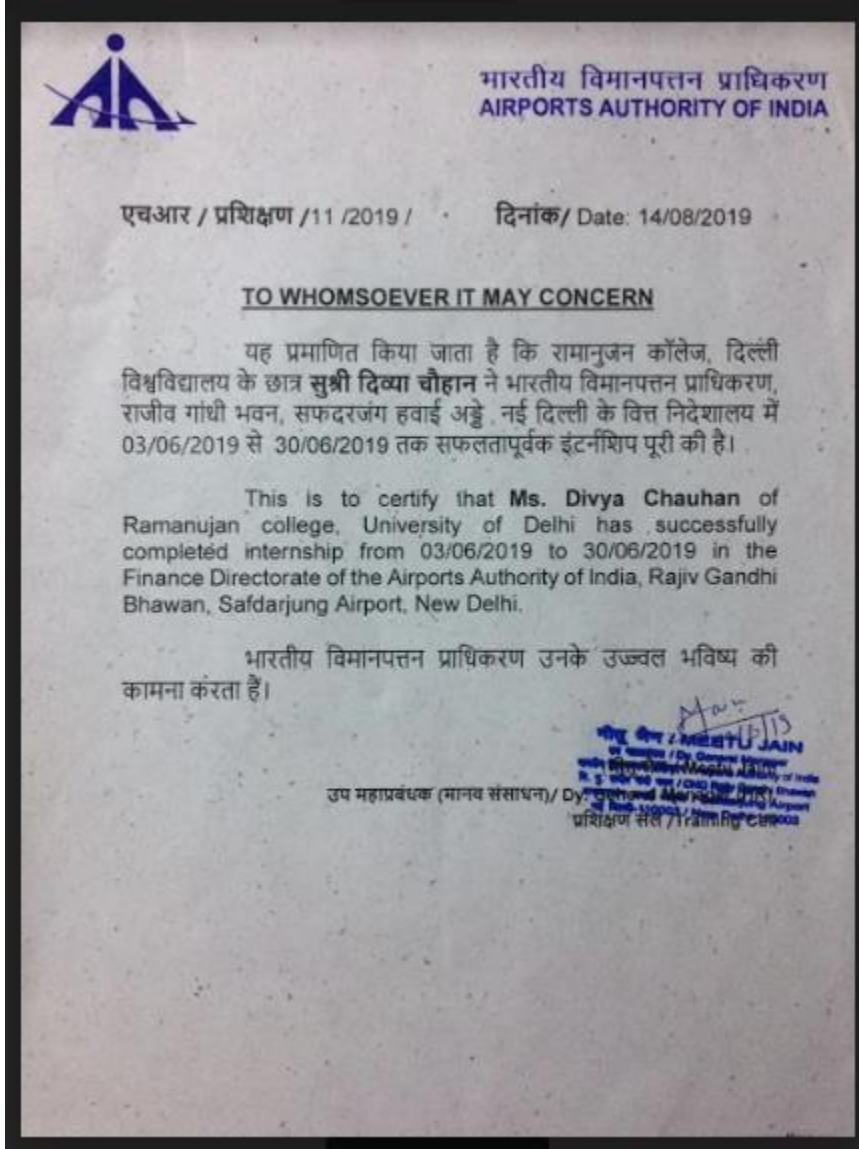 भारतीय विमानपत्तन प्राधिकरण
AIRPORTS AUTHORITY OF INDIA
एचआर / प्रशिक्षण /11 /2019 / दिनांक/ Date: 14/08/2019
TO WHOMSOEVER IT MAY CONCERN
यह प्रमाणित किया जाता है कि रामानुजन कॉलेज, दिल्ली
विश्वविद्यालय के छात्र सुश्री दिव्या चौहान ने भारतीय विमानपत्तन प्राधिकरण,
राजीव गांधी भवन, सफदरजंग हवाई अड्डे , नई दिल्ली के वित्त निदेशालय में
03/06/2019 से 30/06/2019 तक सफलतापूर्वक इंटर्नशिप पूरी की है।
This is to certify that Ms. Divya Chauhan of
Ramanujan college, University of Delhi has successfully
completed internship from 03/06/2019 to 30/06/2019 in the
Finance Directorate of the Airports Authority of India, Rajiv Gandhi
Bhawan, Safdarjung Airport, New Delhi.
भारतीय विमानपत्तन प्राधिकरण उनके उज्ज्वल भविष्य की
कामना करता हैं।
मीतू जैन / MEETU JAIN
उप महाप्रबंधक (मानव संसाधन)/ Dy.
प्रशिक्षण सेल /Training Cell